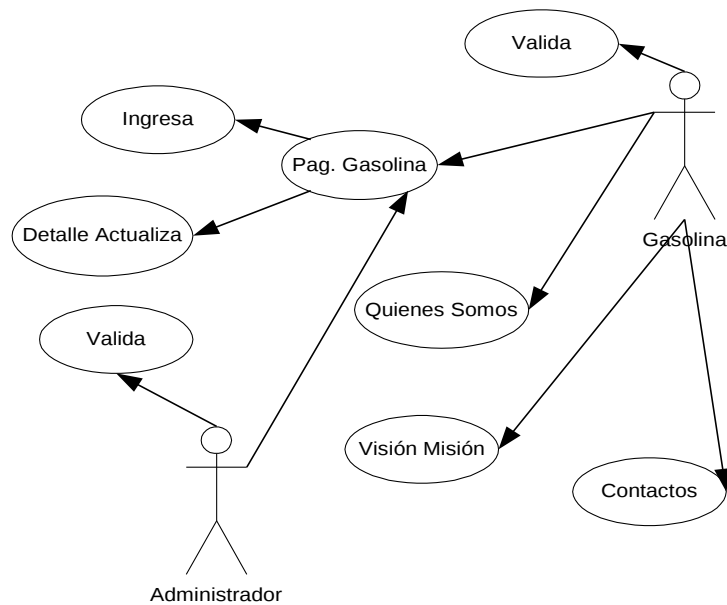 Valida
Ingresa
Pag. Gasolina
Detalle Actualiza
Gasolina
Quienes Somos
Valida
Visión Misión
Contactos
Administrador